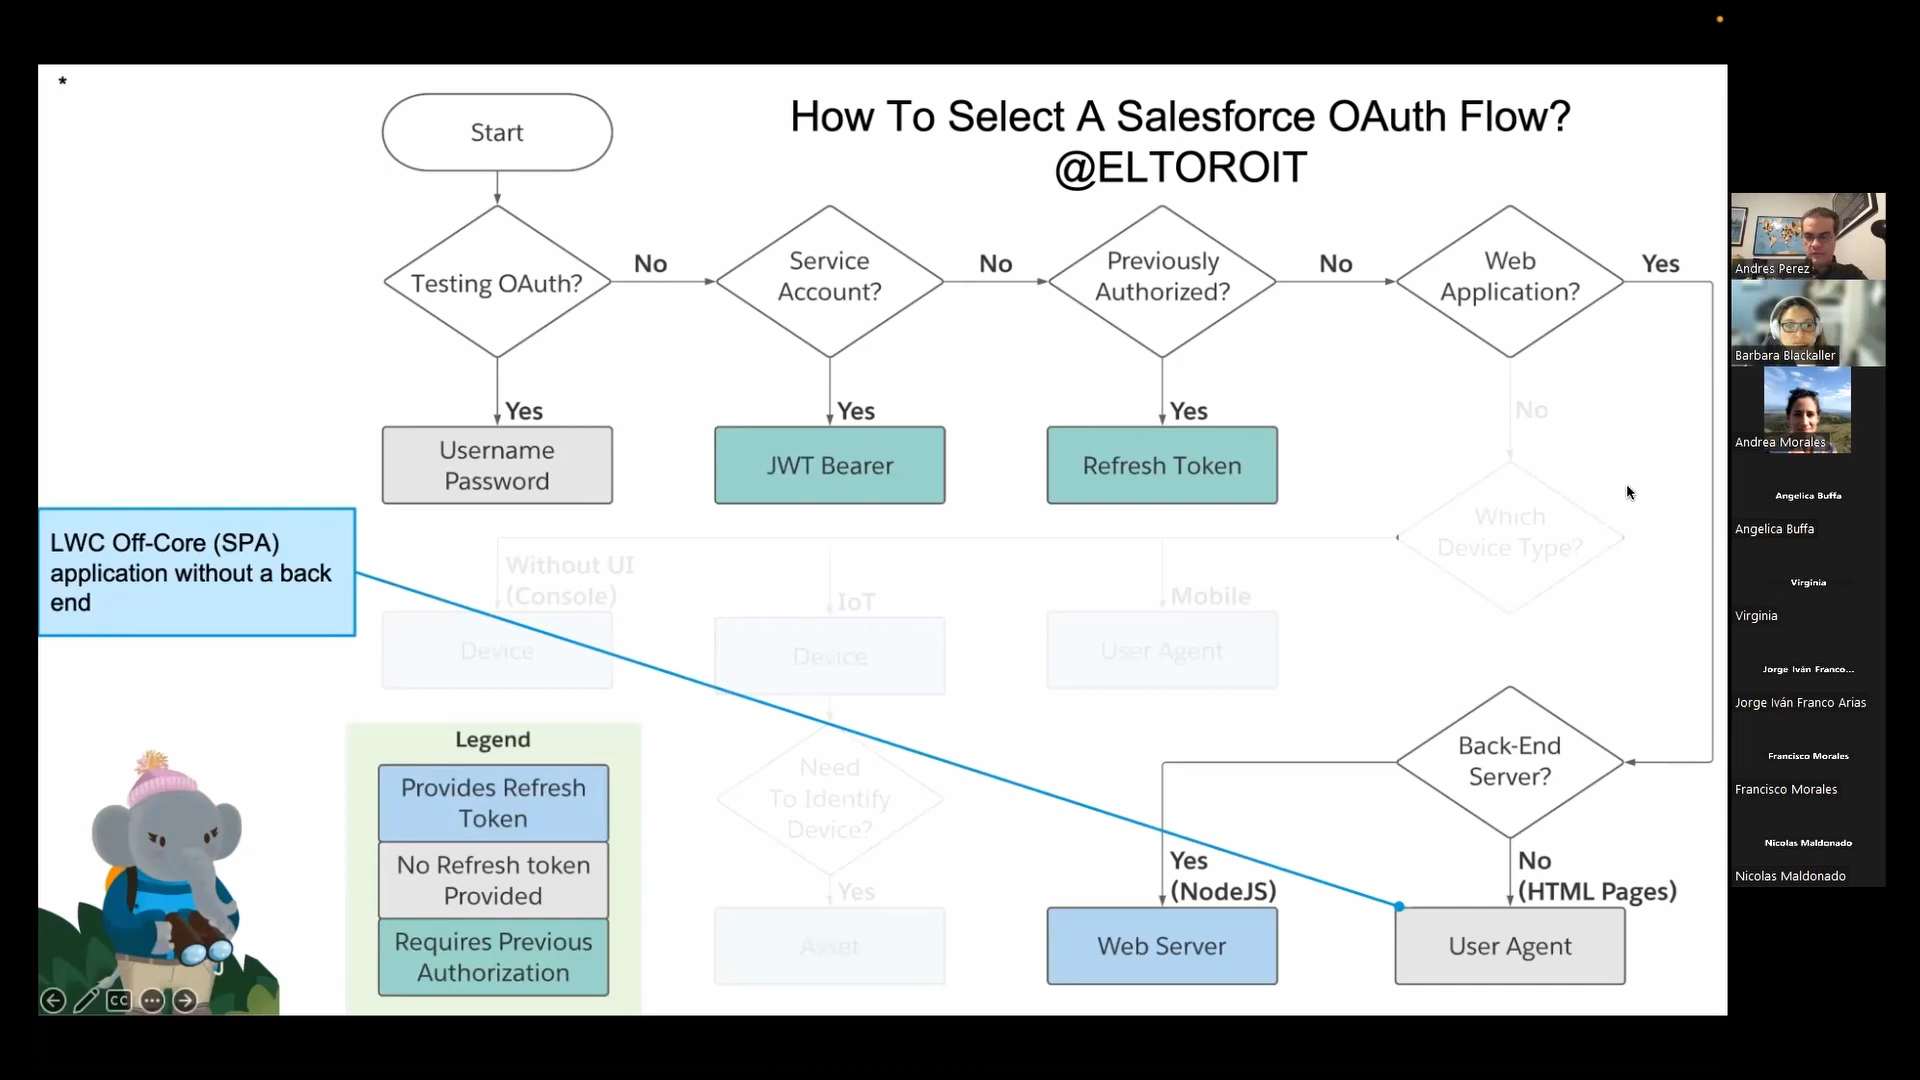 *
How To Select A Salesforce OAuth Flow?
@ELTOROIT
Start
Testing OAuth?
No
Service
Account?
No
Previously
Authorized?
No
Web
Application?
Yes
Yes
Yes
Yes
No
Username
Password
JWT Bearer
Refresh Token
Which
Device Type?
LWC Off-Core (SPA)
application without a back
end
Without UI
(Console)
IoT
Mobile
Device
Device
User Agent
Legend
Provides Refresh
Token
No Refresh token
Provided
Requires Previous
Authorization
Need
To Identify
Device?
Yes
Asset
Back-End
Server?
Yes
(NodeJS)
No
(HTML Pages)
Web Server
User Agent
CC
Andres Perez
Barbara Blackaller
Andrea Morales
Angelica Buffa
Angelica Buffa
Virginia
Virginia
Jorge Iván Franco...
Jorge Iván Franco Arias
Francisco Morales
Francisco Morales
Nicolas Maldonado
Nicolas Maldonado